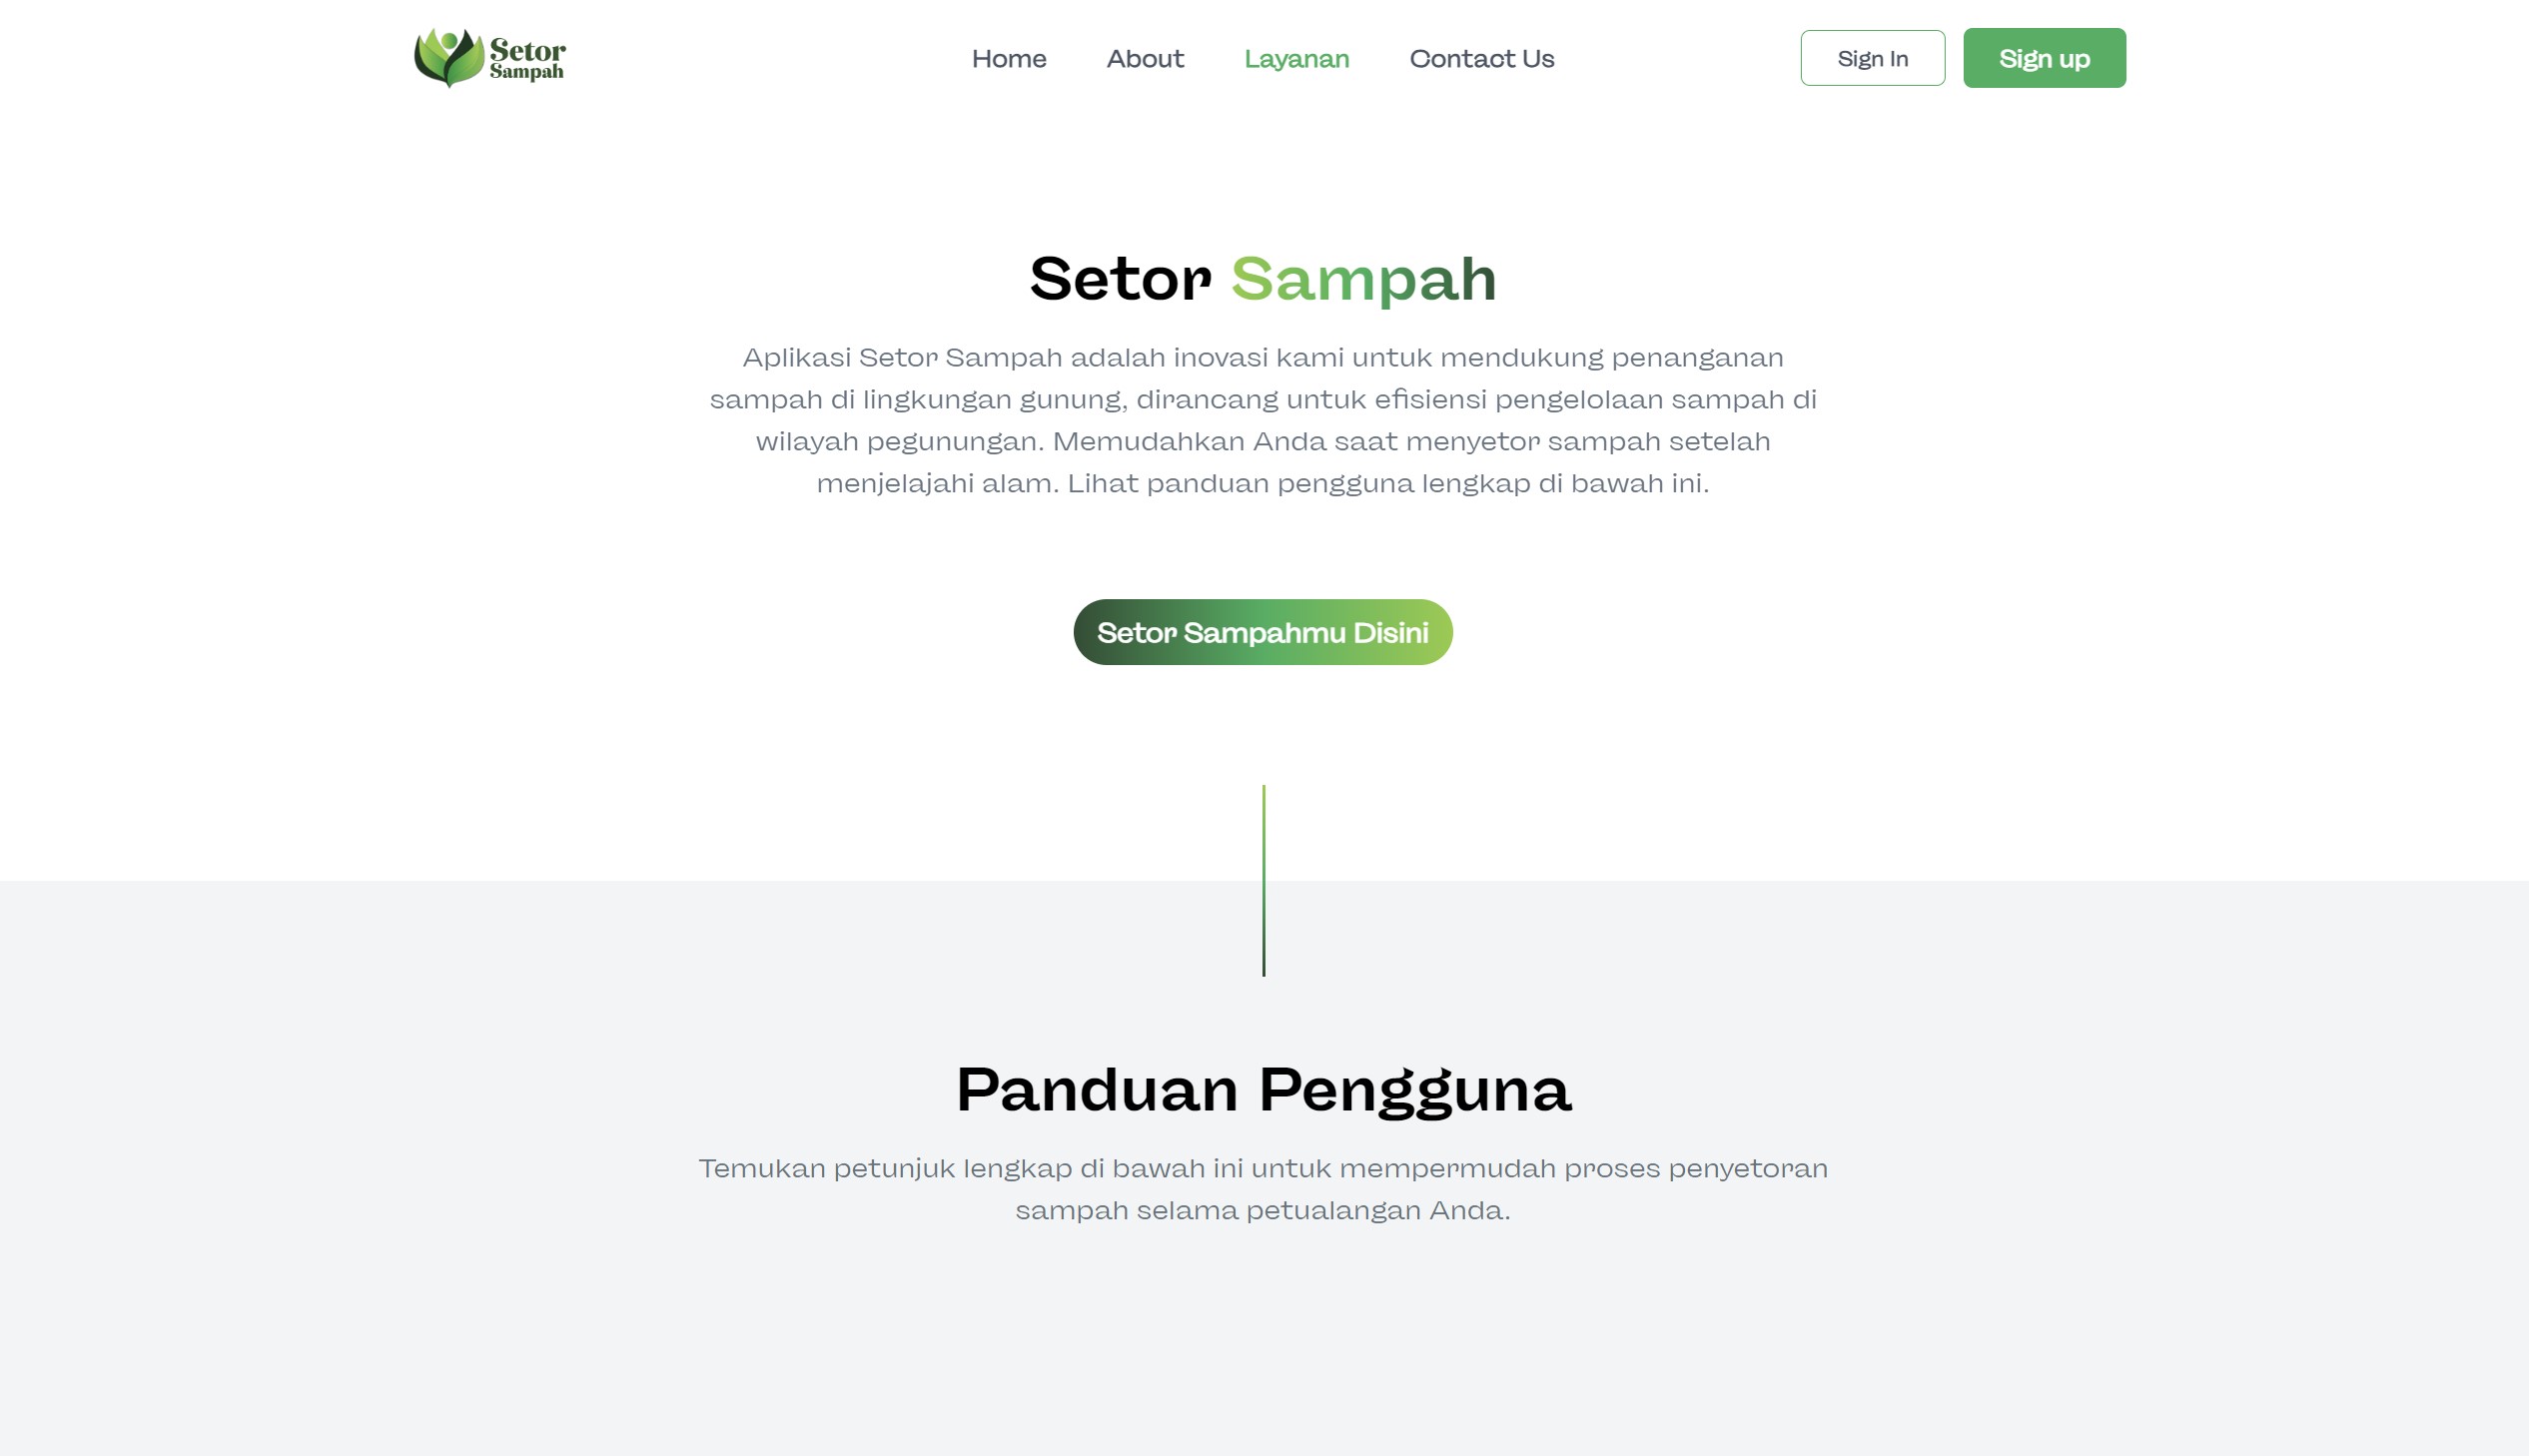 Setor
Sampah
Home
About
Layanan
Contact Us
Sign In
Sign up
Setor Sampah
Aplikasi Setor Sampah adalah inovasi kami untuk mendukung penanganan
sampah di lingkungan gunung, dirancang untuk efisiensi pengelolaan sampah di
wilayah pegunungan. Memudahkan Anda saat menyetor sampah setelah
menjelajahi alam. Lihat panduan pengguna lengkap di bawah ini.
Setor Sampahmu Disini
Panduan Pengguna
Temukan petunjuk lengkap di bawah ini untuk mempermudah proses penyetoran
sampah selama petualangan Anda.